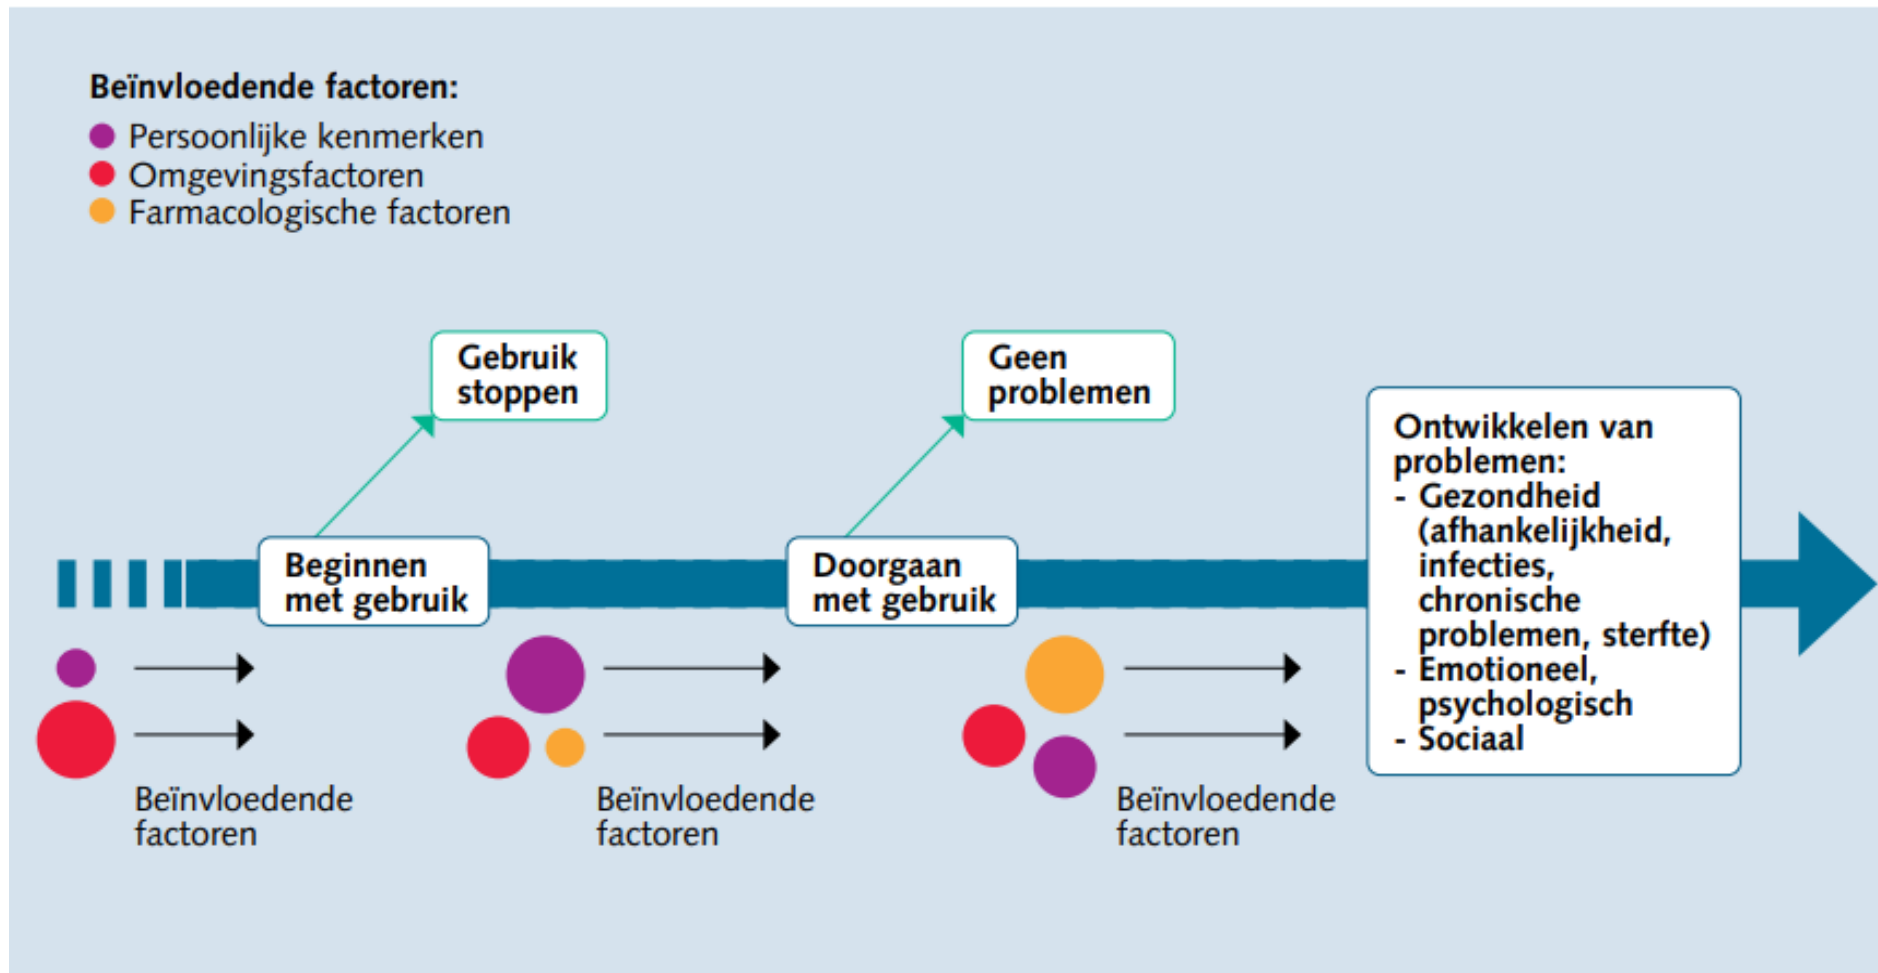 Beïnvloedende factoren:
Persoonlijke kenmerken
Omgevingsfactoren
Farmacologische factoren
Gebruik
stoppen
Geen
problemen
Beginnen
met gebruik
Doorgaan
met gebruik
Ontwikkelen van
problemen:
- Gezondheid
(afhankelijkheid,
infecties,
chronische
problemen, sterfte)
- Emotioneel,
psychologisch
- Sociaal
Beïnvloedende
factoren
Beïnvloedende
factoren
Beïnvloedende
factoren